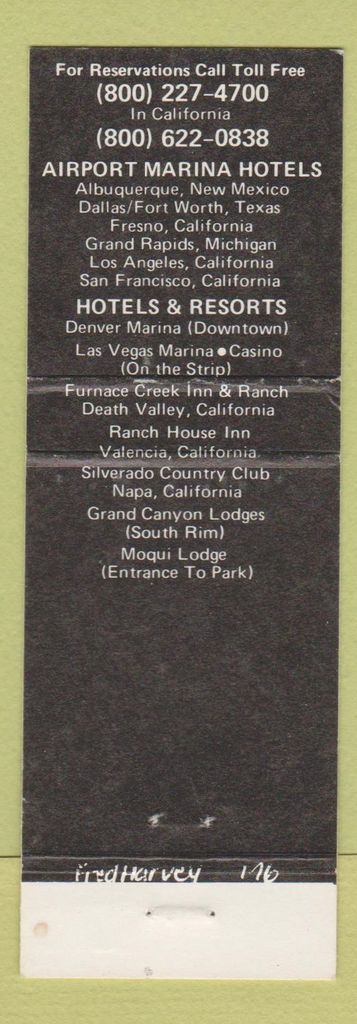 For Reservations Call Toll Free
(800) 227-4700
In California
(800) 622-0838
AIRPORT MARINA HOTELS
Albuquerque, New Mexico
Dallas/Fort Worth, Texas
Fresno, California
Grand Rapids, Michigan
Los Angeles, California
San Francisco, California
HOTELS & RESORTS
Denver Marina (Downtown)
Las Vegas Marina • Casino
(On the Strip)
Furnace Creek Inn & Ranch
Death Valley, California
Ranch House Inn
Valencia, California
Silverado Country Club
Napa, California
Grand Canyon Lodges
(South Rim)
Moqui Lodge
(Entrance To Park)
Fred Harvey